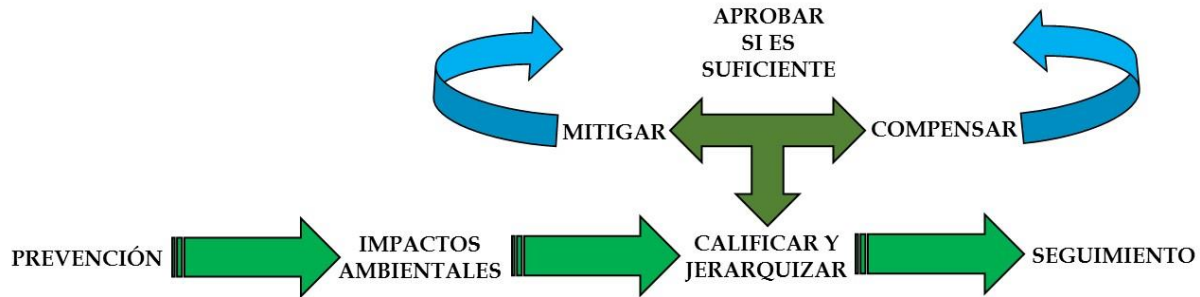 APROBAR
SI ES
SUFICIENTE
MITIGAR
COMPENSAR
PREVENCIÓN
IMPACTOS
AMBIENTALES
CALIFICAR Y
JERARQUIZAR
SEGUIMIENTO